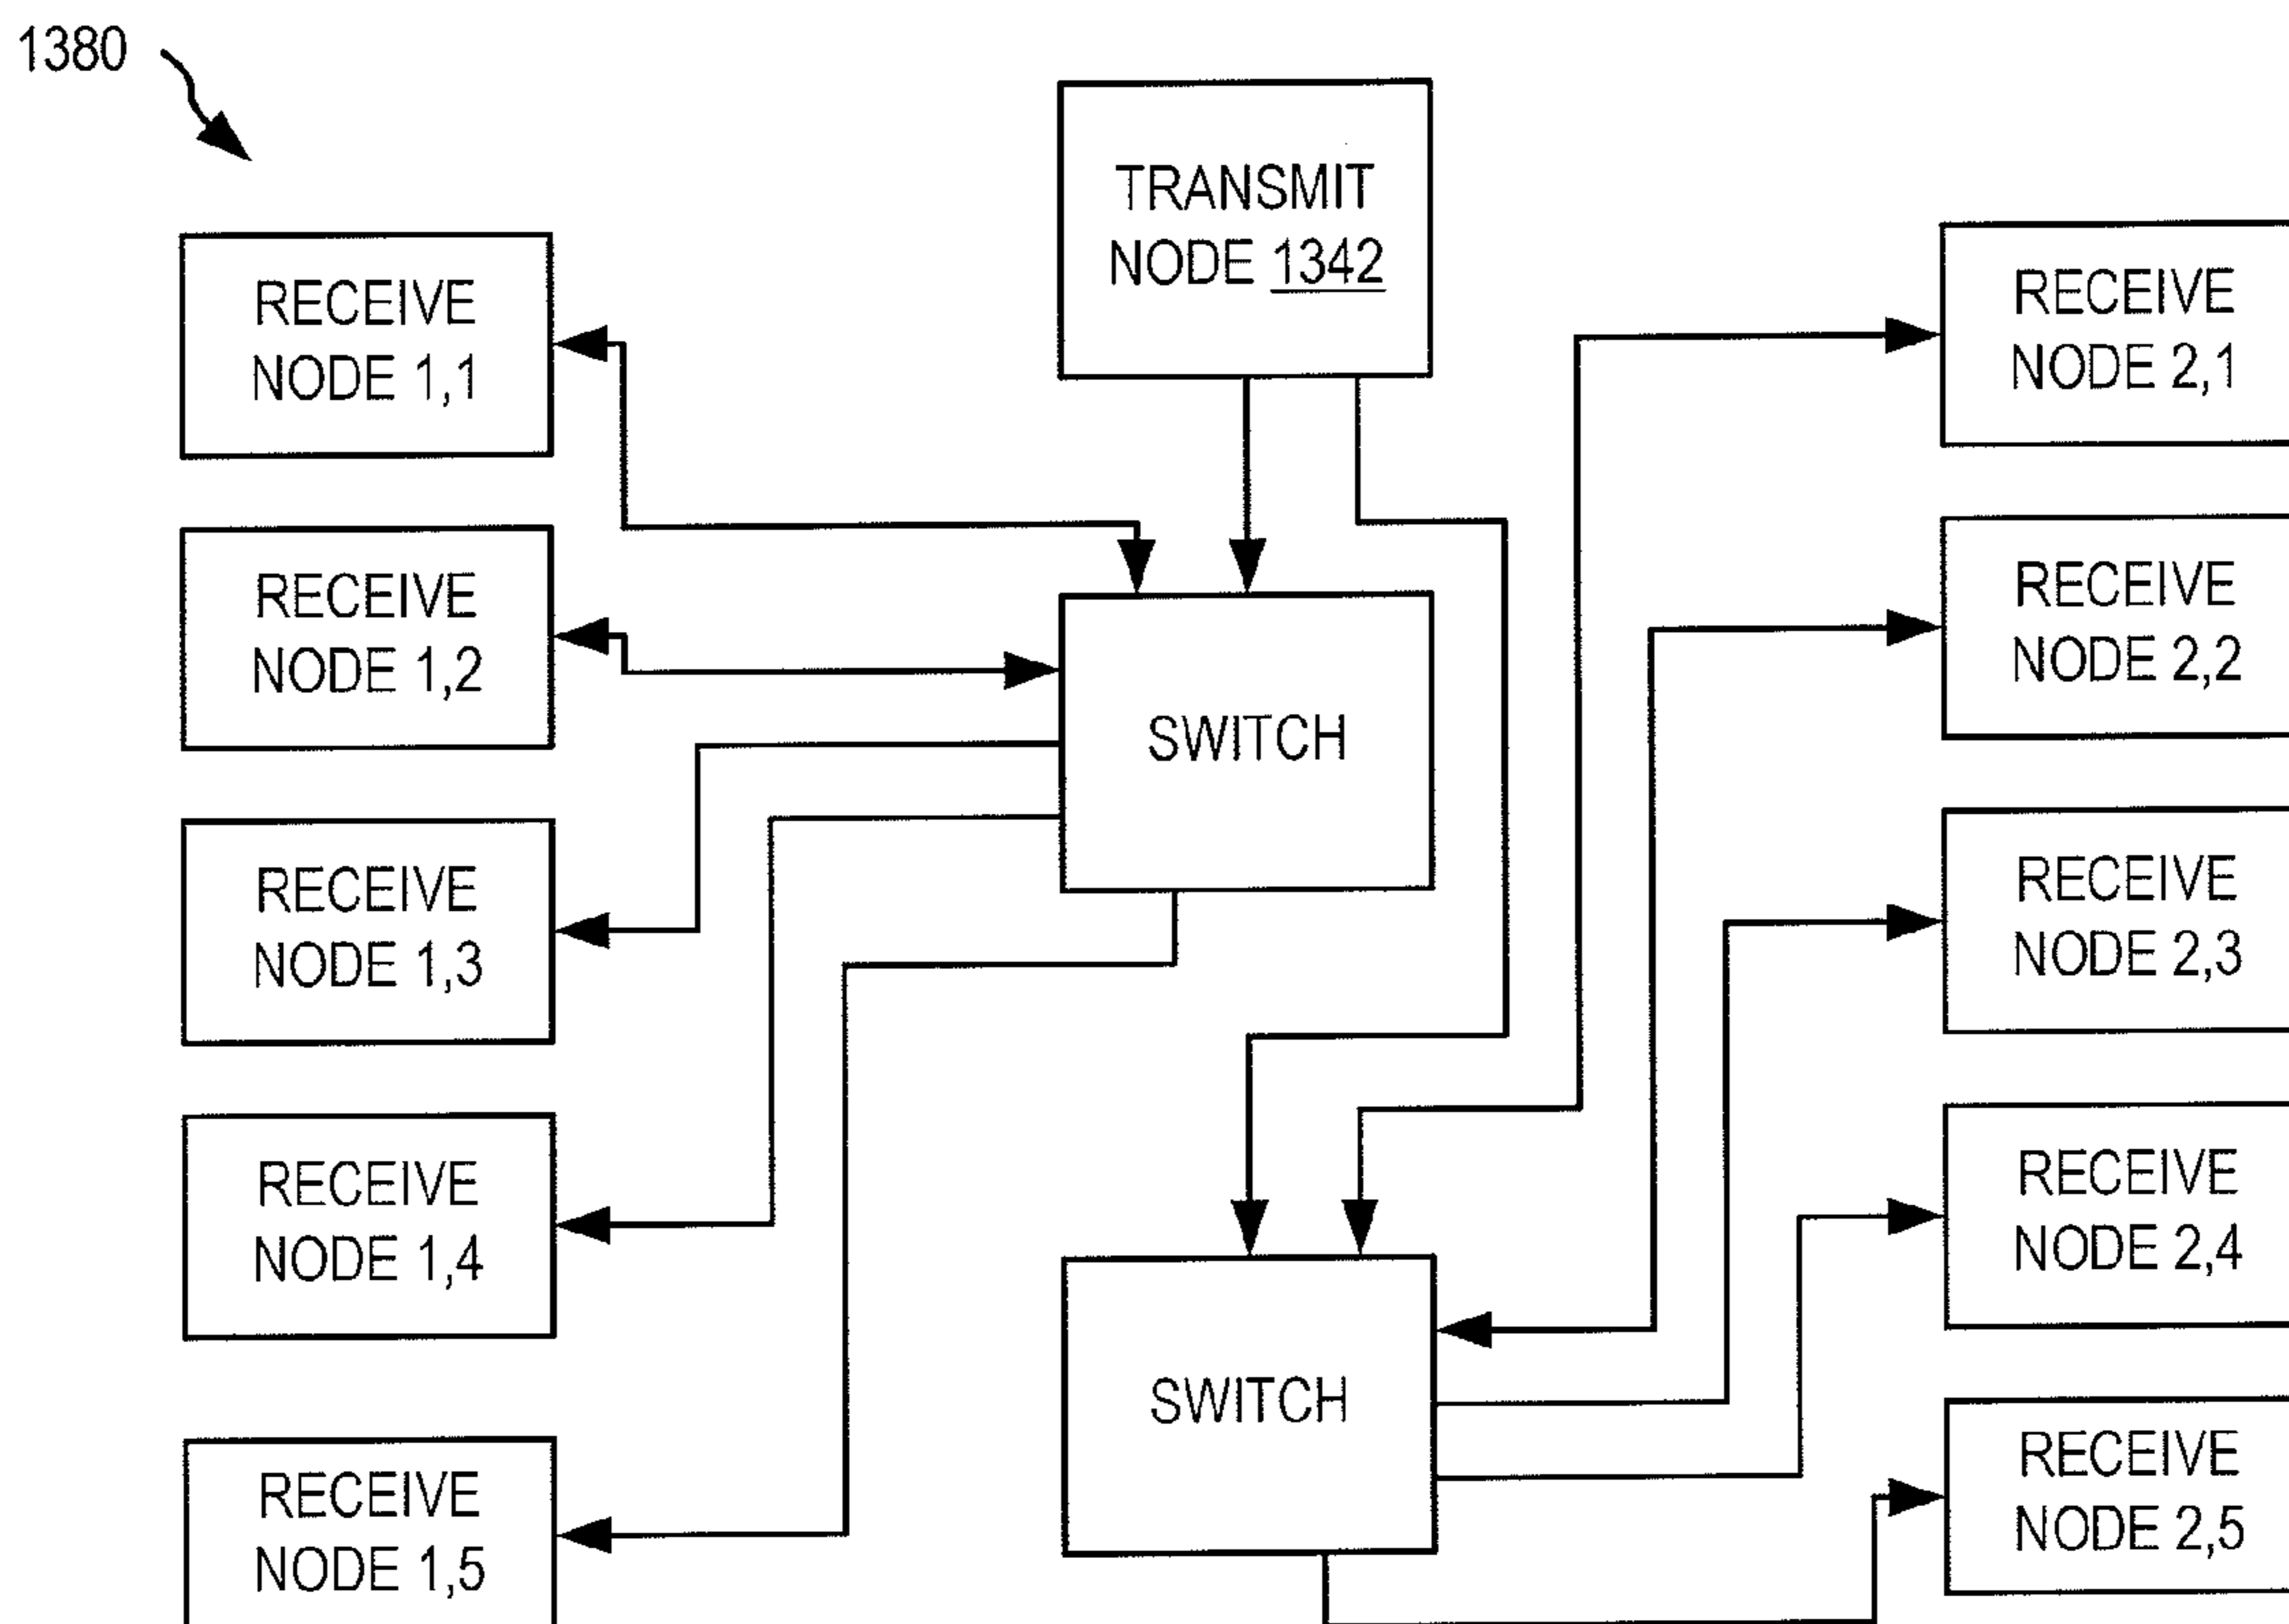 1380
TRANSMIT
NODE 1342
RECEIVE
NODE 1,1
RECEIVE
NODE 2,1
RECEIVE
NODE 1,2
RECEIVE
NODE 2,2
SWITCH
RECEIVE
NODE 1,3
RECEIVE
NODE 2,3
RECEIVE
NODE 1,4
RECEIVE
NODE 2,4
SWITCH
RECEIVE
NODE 1,5
RECEIVE
NODE 2,5